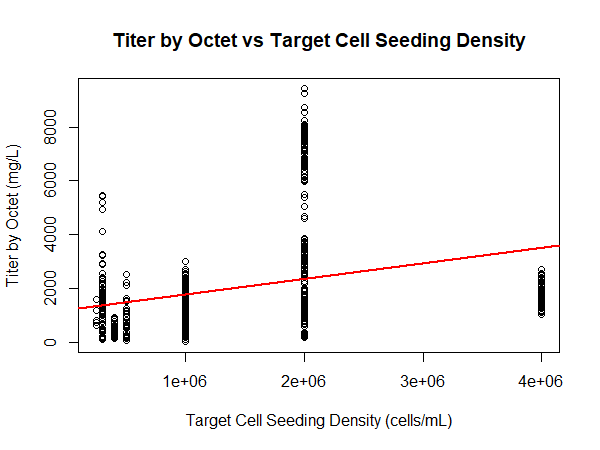 Titer by Octet vs Target Cell Seeding Density
Titer by Octet (mg/L)
8000
6000
4000
2000
0
1e+06
2e+06
3e+06
4e+06
Target Cell Seeding Density (cells/mL)